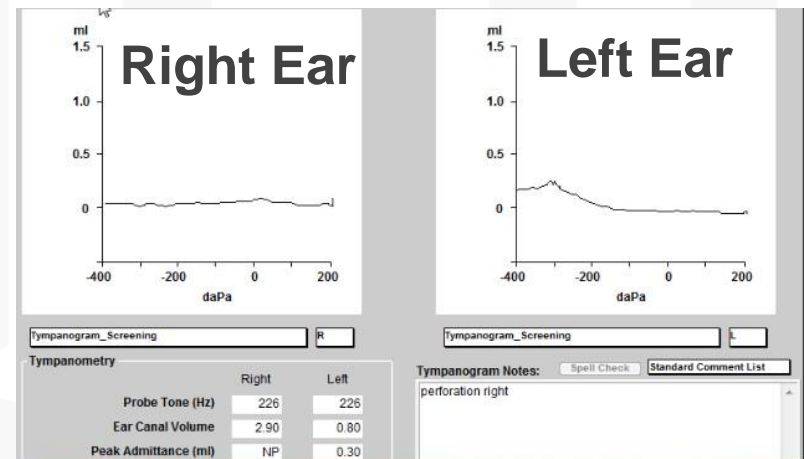 Right Ear
ml
1.5
1.0
0.5
0
-400 -200 0 200
daPa
Tympanogram_Screening R
Left Ear
ml
1.5
1.0
0.5
0
-400 -200 0 200
daPa
Tympanogram_Screening L
Tympanometry
Right Left
Probe Tone (Hz) 226 226
Ear Canal Volume 2.90 0.80
Peak Admittance (ml) NP 0.30
Tympanogram Notes: Spell Check Standard Comment List
perforation right